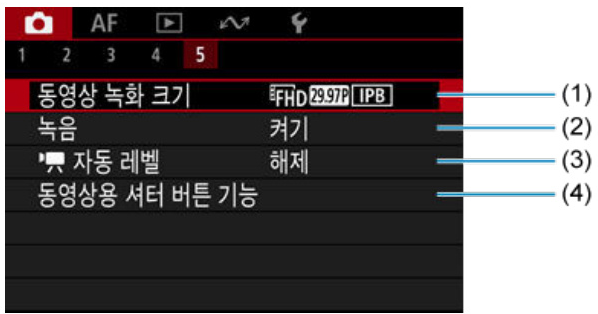 AF
1 2 3 4 5
동영상 녹화 크기 EFHD 29.97P IPB (1)
녹음 켜기 (2)
자동 레벨 해제 (3)
동영상용 셔터 버튼 기능 (4)